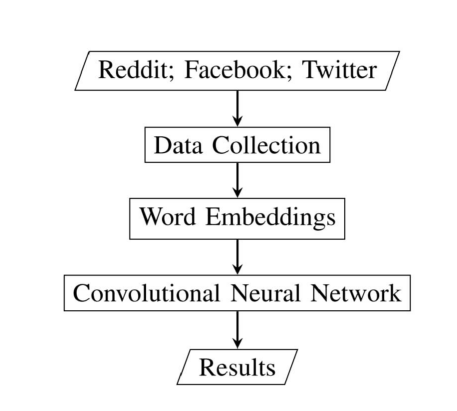 Reddit; Facebook; Twitter
Data Collection
Word Embeddings
Convolutional Neural Network
Results